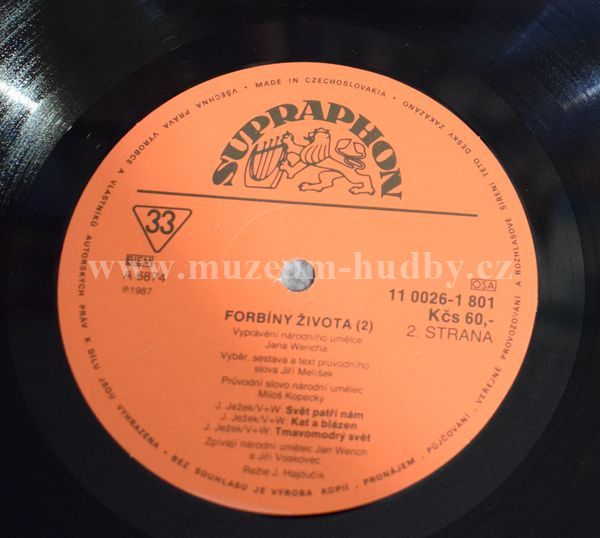 MADE IN CZECHOSLOVAKIA · VŠECHNA PRÁVA VÝROBCE A VLASTNÍKŮ AUTORSKÝCH PRÁV K DÍLU JSOU VYHRAZENA · BEZ SOUHLASU JE VÝROBA KOPIÍ · PRONÁJEM · PŮJČOVÁNÍ · VEŘEJNÉ PROVOZOVÁNÍ A ROZHLASOVÉ ŠÍŘENÍ TÉTO DESKY ZAKÁZÁNO
SUPRAPHON
33
www.muzeum-hudby.cz
OSA
11 0026-1 801
℗1987
Kčs 60,-
2. STRANA
FORBÍNY ŽIVOTA (2)
Vyprávění národního umělce
Jana Wericha
Výběr, sestava a text průvodního
slova Jiří Melíšek
Průvodní slovo národní umělec
Miloš Kopecký
J. Ježek/V+W: Svět patří nám
J. Ježek/V+W: Kat a blázen
J. Ježek/V+W: Tmavomodrý svět
Zpívají národní umělec Jan Werich
a Jiří Voskovec
Režie J. Hajdučík